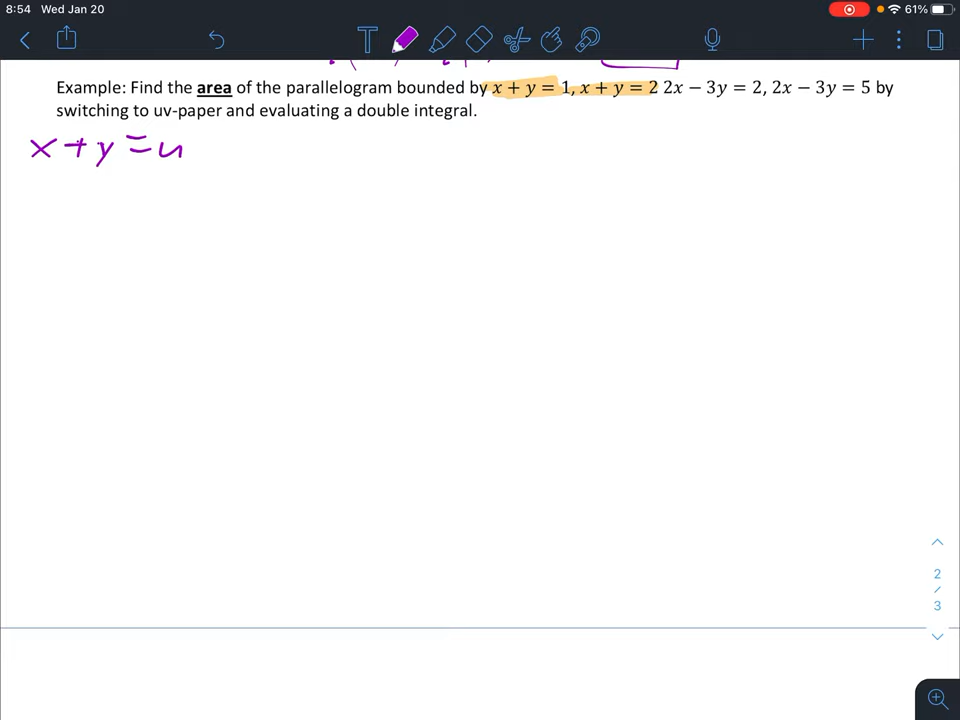 8:54 Wed Jan 20 61%
Example: Find the area of the parallelogram bounded by x + y = 1, x + y = 2 2x − 3y = 2, 2x − 3y = 5 by
switching to uv-paper and evaluating a double integral.
x + y = u
2
/
3